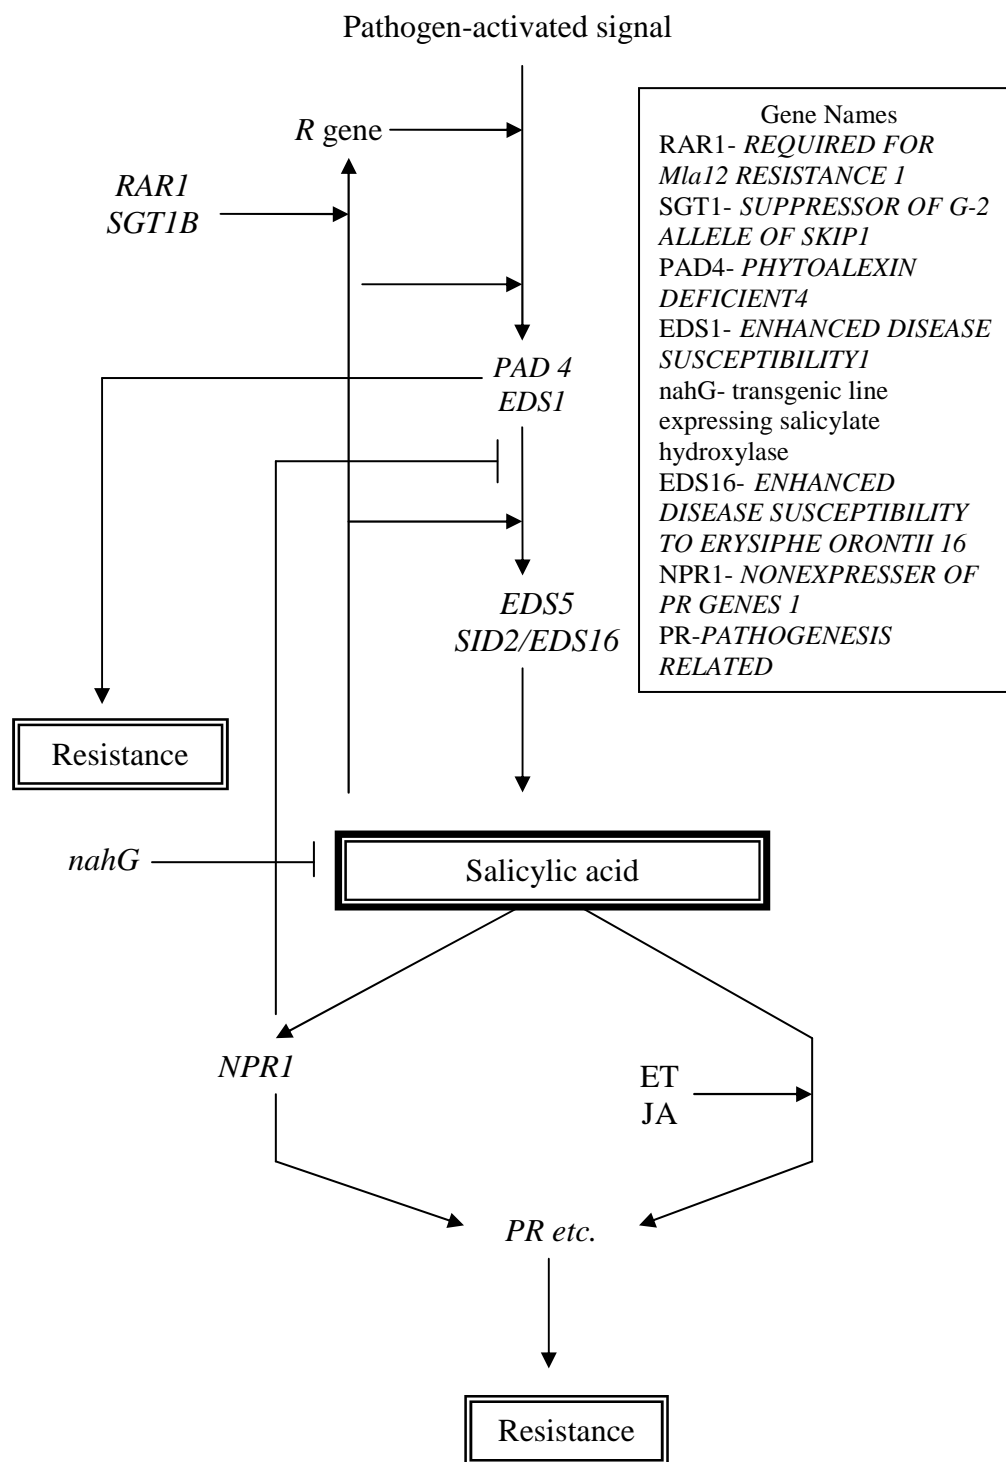 Pathogen-activated signal
R gene
RAR1
SGT1B
PAD 4
EDS1
EDS5
SID2/EDS16
Resistance
nahG
Salicylic acid
NPR1
ET
JA
PR etc.
Resistance
Gene Names
RAR1- REQUIRED FOR
Mla12 RESISTANCE 1
SGT1- SUPPRESSOR OF G-2
ALLELE OF SKIP1
PAD4- PHYTOALEXIN
DEFICIENT4
EDS1- ENHANCED DISEASE
SUSCEPTIBILITY1
nahG- transgenic line
expressing salicylate
hydroxylase
EDS16- ENHANCED
DISEASE SUSCEPTIBILITY
TO ERYSIPHE ORONTII 16
NPR1- NONEXPRESSER OF
PR GENES 1
PR-PATHOGENESIS
RELATED